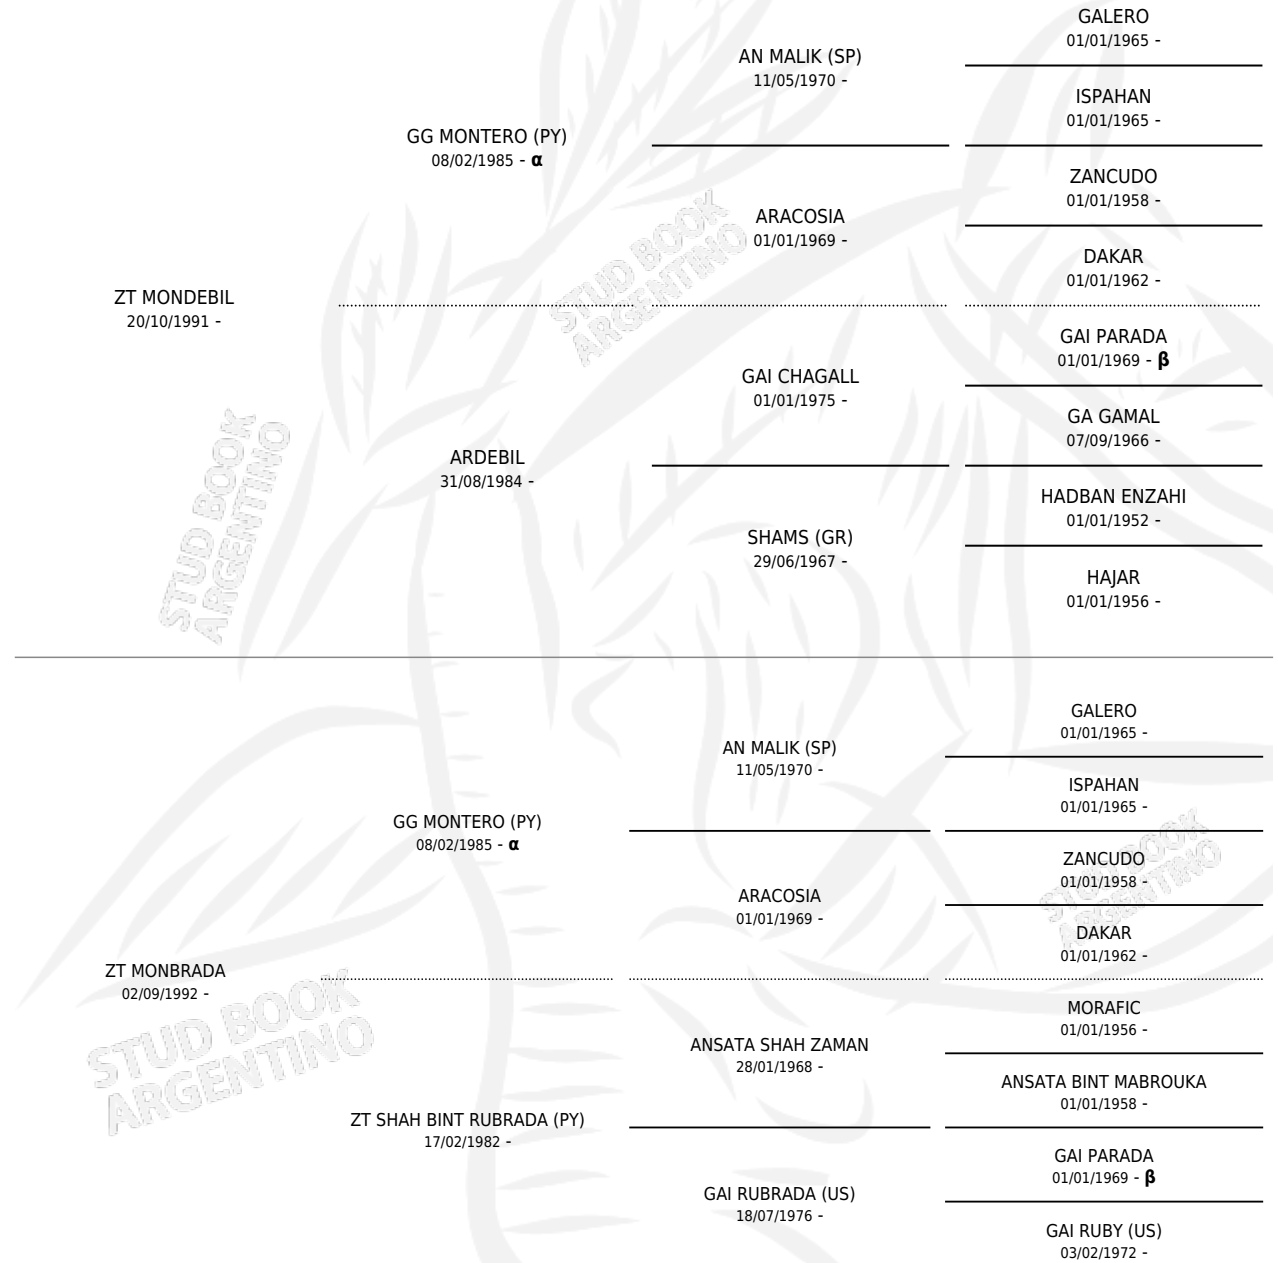 GALERO
01/01/1965 -
AN MALIK (SP)
11/05/1970 -
ISPAHAN
01/01/1965 -
GG MONTERO (PY)
08/02/1985 - α
ZANCUDO
01/01/1958 -
ARACOSIA
01/01/1969 -
DAKAR
01/01/1962 -
ZT MONDEBIL
20/10/1991 -
GAI PARADA
01/01/1969 - β
GAI CHAGALL
01/01/1975 -
GA GAMAL
07/09/1966 -
ARDEBIL
31/08/1984 -
HADBAN ENZAHI
01/01/1952 -
SHAMS (GR)
29/06/1967 -
HAJAR
01/01/1956 -
STUD BOOK
ARGENTINO
STUD BOOK
ARGENTINO
GALERO
01/01/1965 -
AN MALIK (SP)
11/05/1970 -
ISPAHAN
01/01/1965 -
GG MONTERO (PY)
08/02/1985 - α
ZANCUDO
01/01/1958 -
ARACOSIA
01/01/1969 -
DAKAR
01/01/1962 -
ZT MONBRADA
02/09/1992 -
MORAFIC
01/01/1956 -
ANSATA SHAH ZAMAN
28/01/1968 -
ANSATA BINT MABROUKA
01/01/1958 -
ZT SHAH BINT RUBRADA (PY)
17/02/1982 -
GAI PARADA
01/01/1969 - β
GAI RUBRADA (US)
18/07/1976 -
GAI RUBY (US)
03/02/1972 -
STUD BOOK
ARGENTINO
STUD BOOK
ARGENTINO